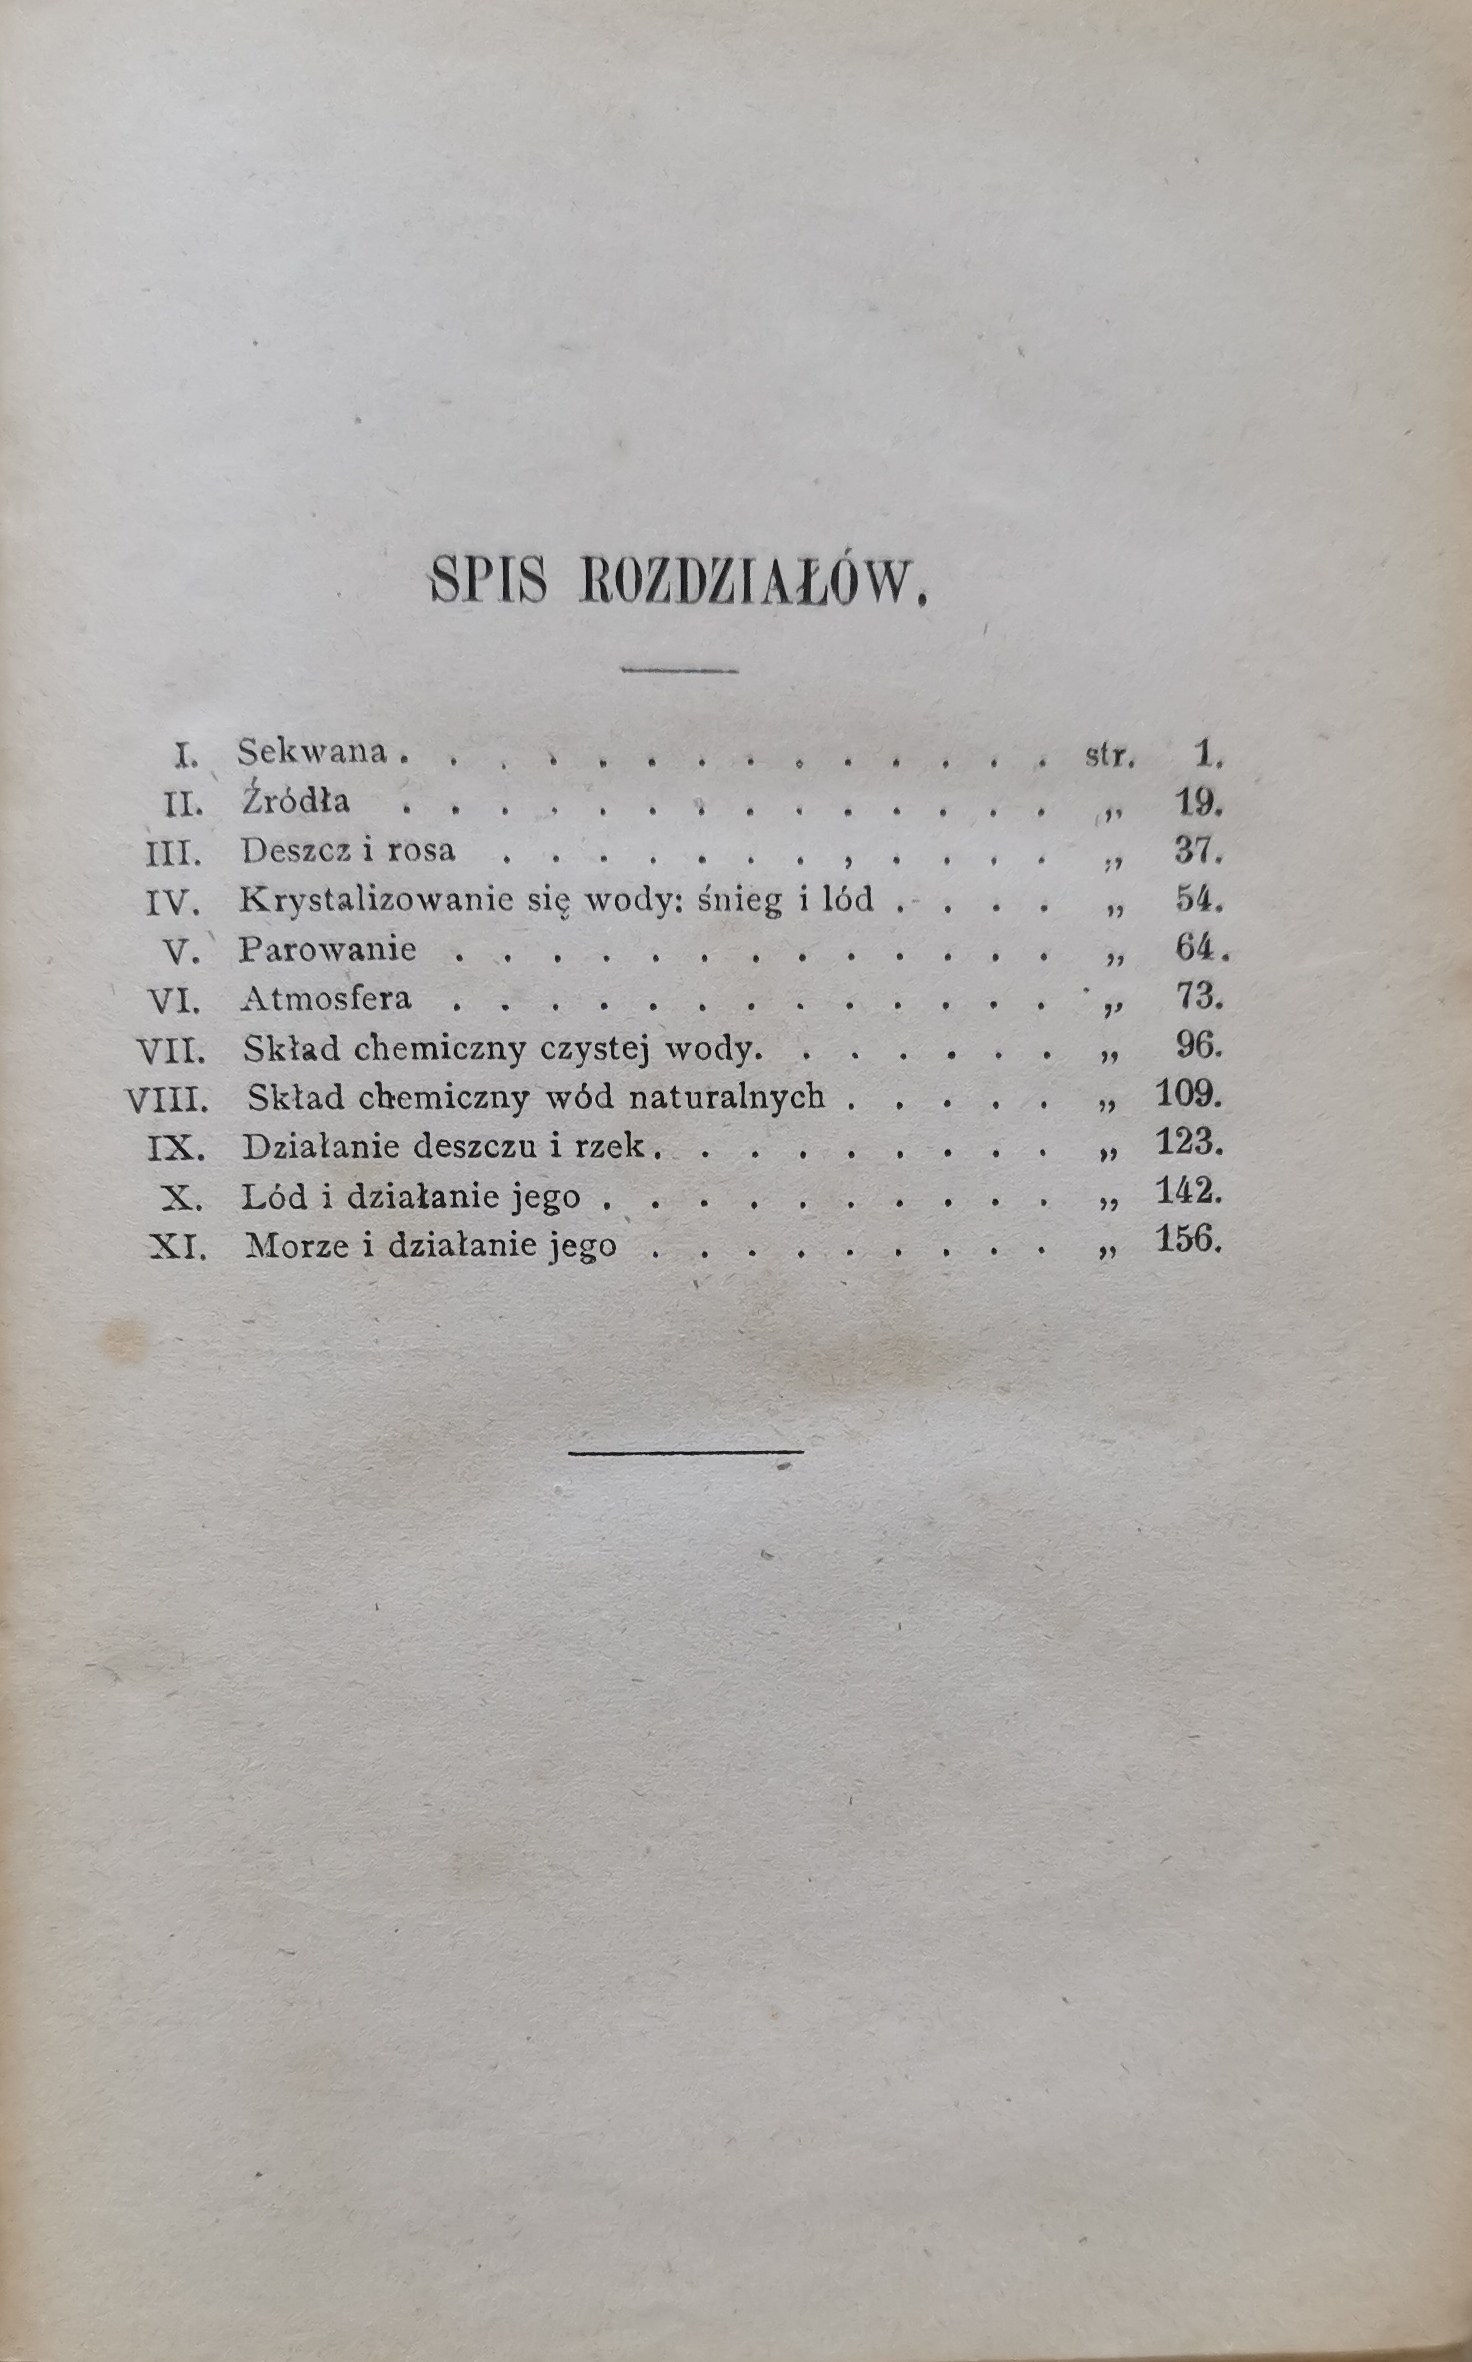 SPIS ROZDZIAŁÓW.
I. Sekwana . . . . . . . . . . . . . . str. 1.
II. Źródła . . . . . . . . . . . . . . „ 19.
III. Deszcz i rosa . . . . . . . , . . . . „ 37.
IV. Krystalizowanie się wody: śnieg i lód . . . . „ 54.
V. Parowanie . . . . . . . . . . . . . „ 64.
VI. Atmosfera . . . . . . . . . . . . . „ 73.
VII. Skład chemiczny czystej wody. . . . . . . „ 96.
VIII. Skład chemiczny wód naturalnych . . . . . „ 109.
IX. Działanie deszczu i rzek. . . . . . . . . „ 123.
X. Lód i działanie jego . . . . . . . . . . „ 142.
XI. Morze i działanie jego . . . . . . . . . „ 156.